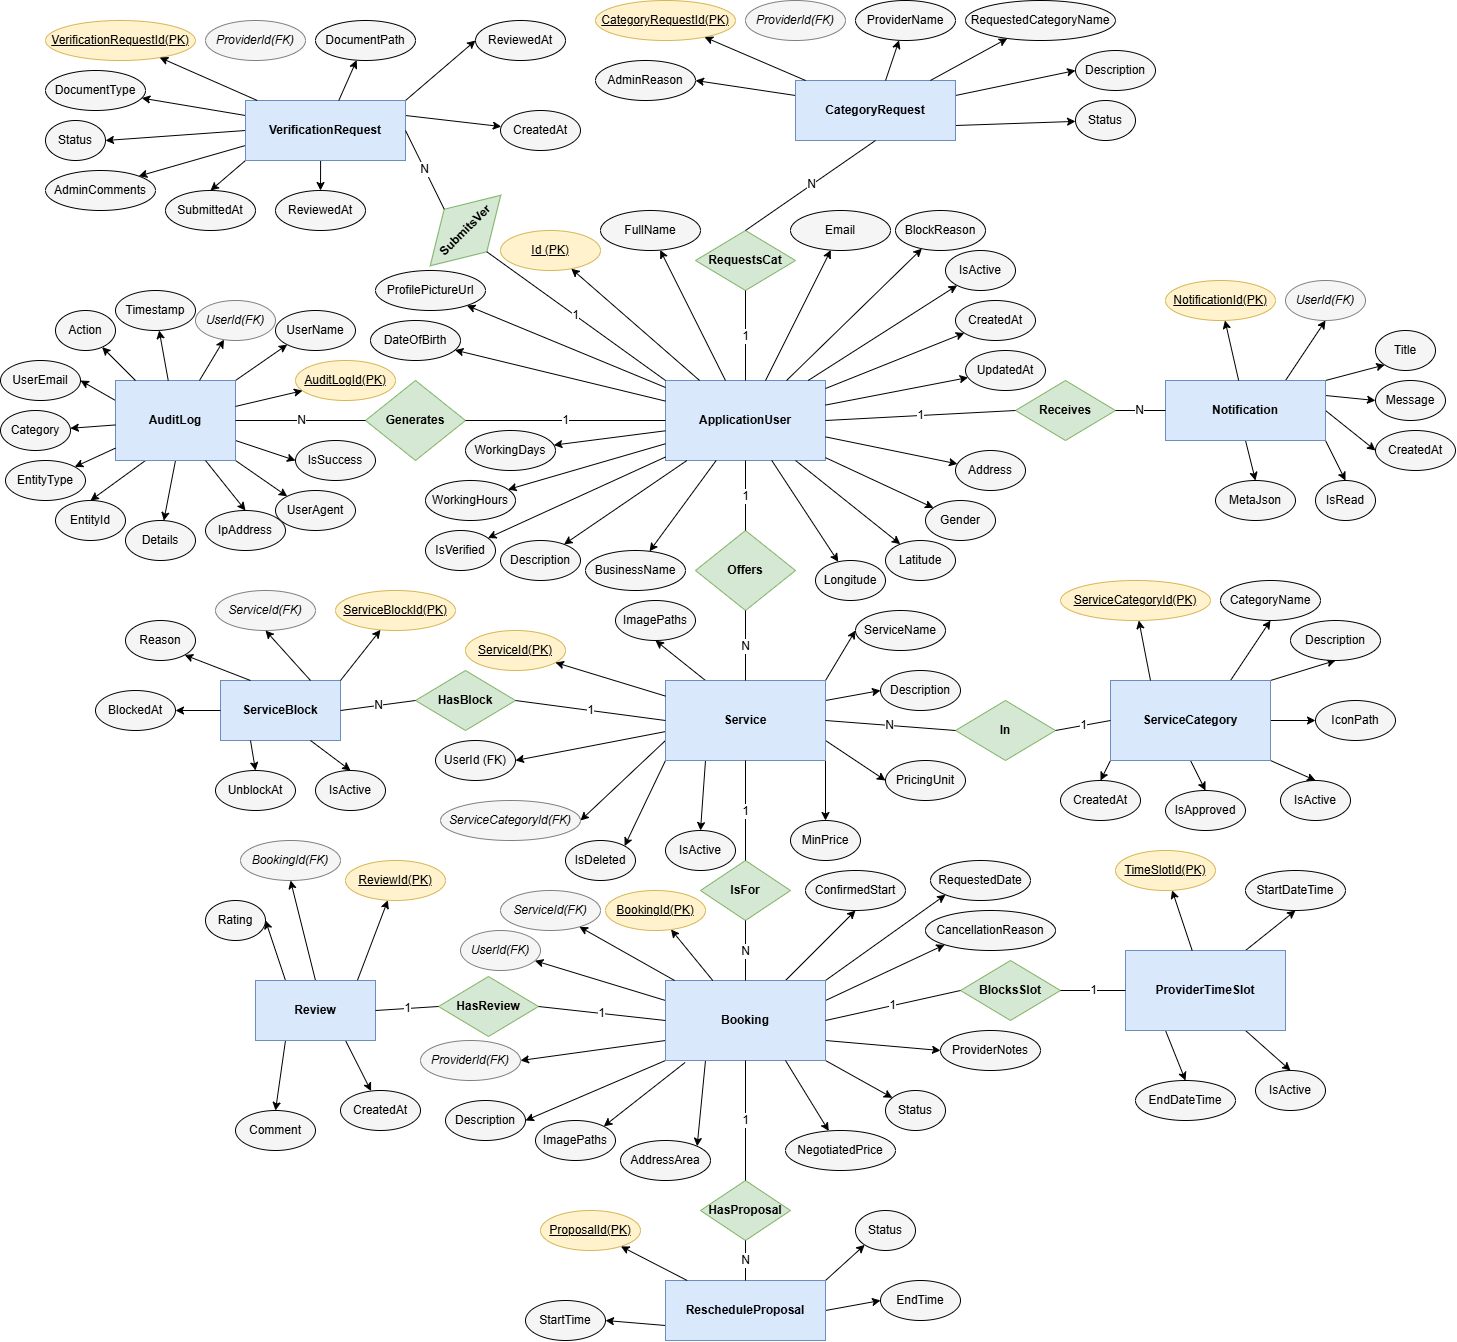 CategoryRequestId(PK)
ProviderId(FK)
ProviderName
RequestedCategoryName
VerificationRequestId(PK)
ProviderId(FK)
DocumentPath
ReviewedAt
AdminReason
Description
DocumentType
CategoryRequest
Status
VerificationRequest
CreatedAt
Status
N
N
AdminComments
SubmittedAt
ReviewedAt
SubmitsVer
Id (PK)
FullName
Email
BlockReason
RequestsCat
IsActive
ProfilePictureUrl
NotificationId(PK)
UserId(FK)
Timestamp
1
UserId(FK)
CreatedAt
Action
UserName
DateOfBirth
1
Title
UpdatedAt
UserEmail
AuditLogId(PK)
Message
AuditLog
N
Generates
1
ApplicationUser
1
Receives
N
Notification
Category
WorkingDays
CreatedAt
IsSuccess
Address
EntityType
WorkingHours
1
MetaJson
IsRead
EntityId
UserAgent
Gender
Details
IpAddress
IsVerified
Description
BusinessName
Offers
Longitude
Latitude
ServiceId(FK)
ServiceBlockId(PK)
ImagePaths
ServiceCategoryId(PK)
CategoryName
Reason
ServiceName
Description
ServiceId(PK)
N
BlockedAt
ServiceBlock
N
HasBlock
1
Service
Description
N
In
1
ServiceCategory
IconPath
UserId (FK)
PricingUnit
UnblockAt
IsActive
CreatedAt
IsApproved
IsActive
ServiceCategoryId(FK)
1
IsDeleted
IsActive
MinPrice
BookingId(FK)
ReviewId(PK)
TimeSlotId(PK)
StartDateTime
IsFor
ConfirmedStart
RequestedDate
Rating
ServiceId(FK)
BookingId(PK)
CancellationReason
UserId(FK)
N
Review
1
HasReview
1
Booking
1
BlocksSlot
1
ProviderTimeSlot
ProviderId(FK)
ProviderNotes
Comment
CreatedAt
Description
ImagePaths
AddressArea
1
NegotiatedPrice
Status
EndDateTime
IsActive
HasProposal
ProposalId(PK)
Status
N
StartTime
RescheduleProposal
EndTime